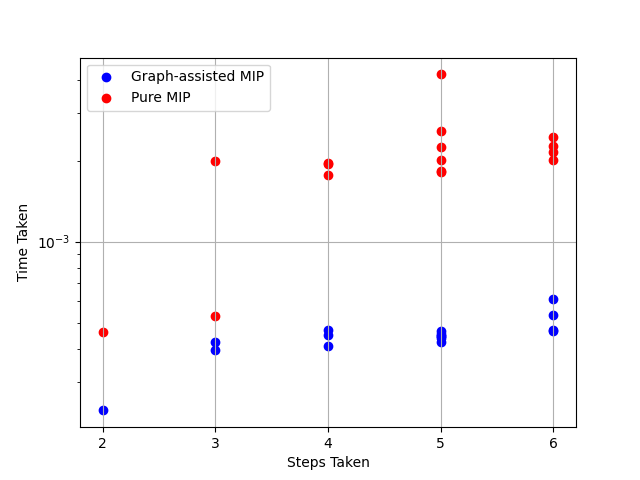 Graph-assisted MIP
Pure MIP
Time Taken
10⁻³
2 3 4 5 6
Steps Taken